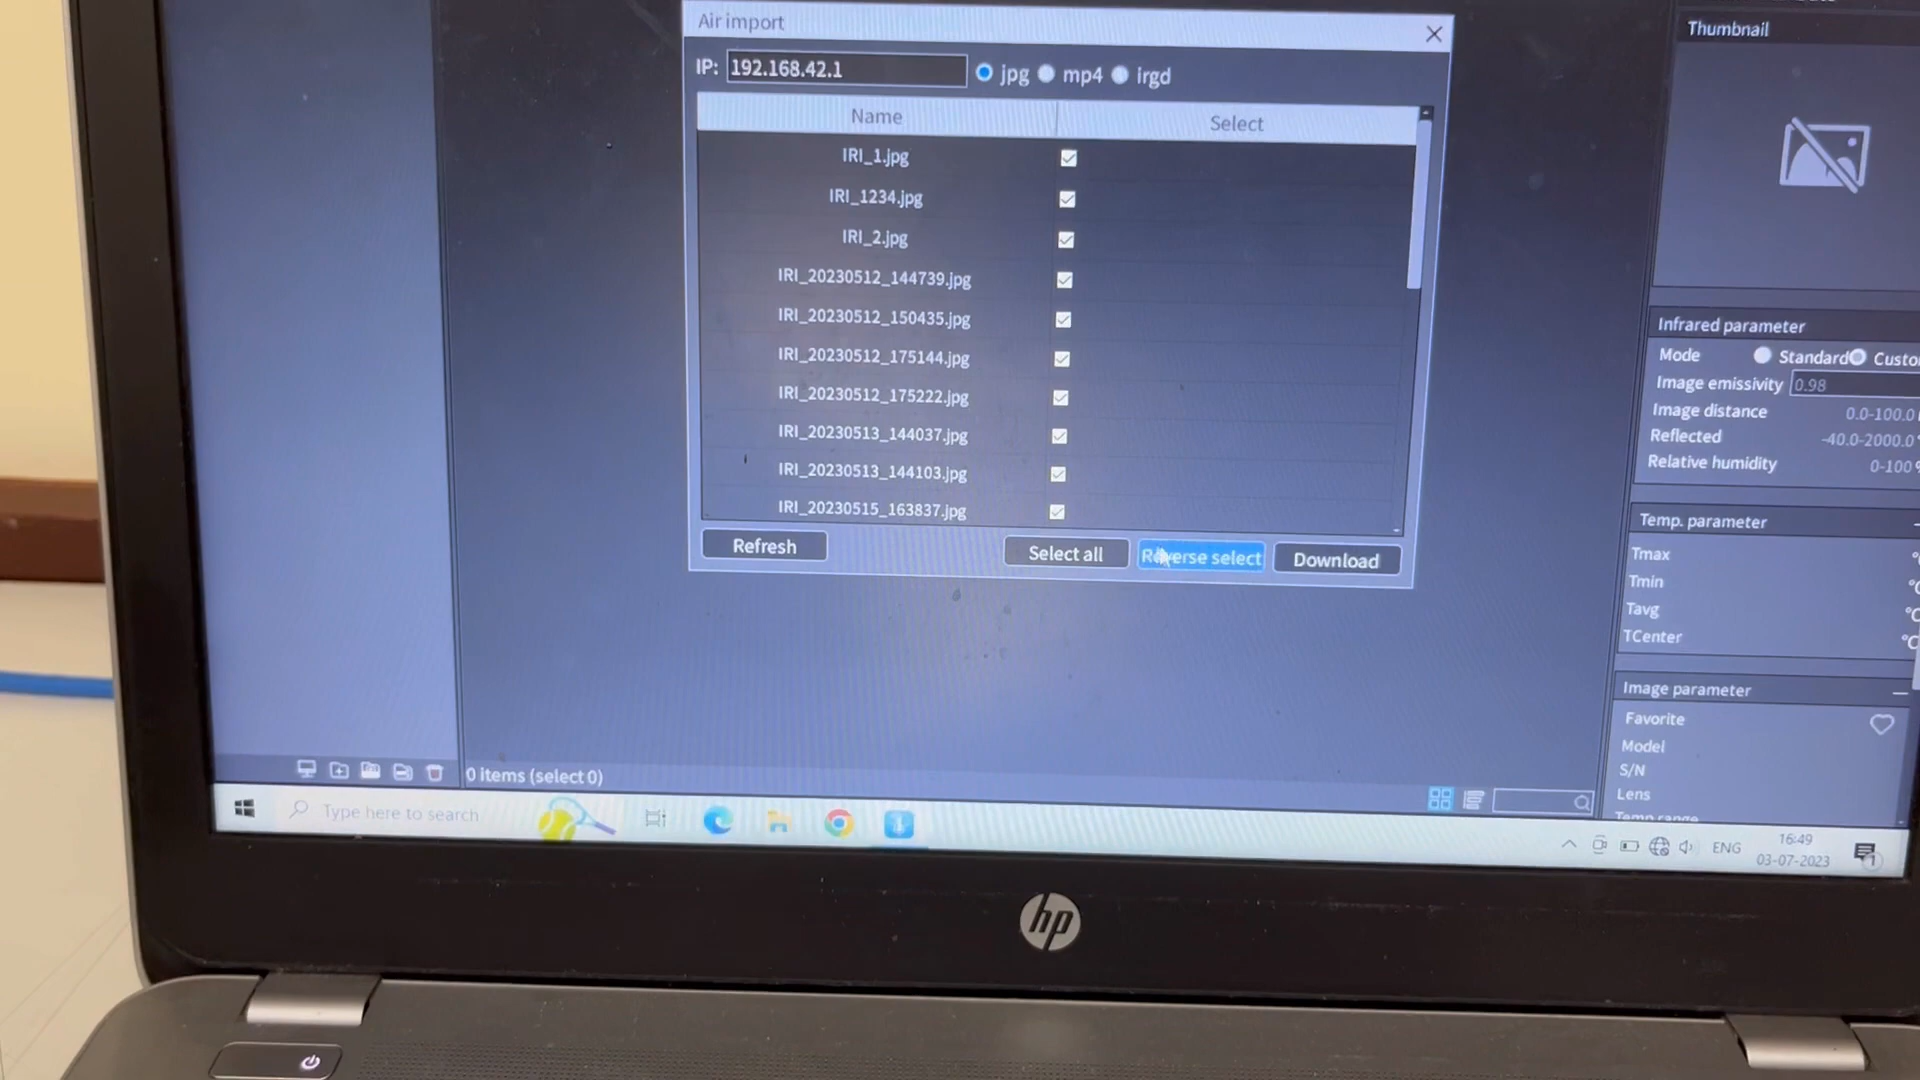 Air import
Thumbnail
IP: 192.168.42.1 jpg mp4 irgd
Name Select
IRI_1.jpg
IRI_1234.jpg
IRI_2.jpg
IRI_20230512_144739.jpg
IRI_20230512_150435.jpg
IRI_20230512_175144.jpg
IRI_20230512_175222.jpg
IRI_20230513_144037.jpg
IRI_20230513_144103.jpg
IRI_20230515_163837.jpg
Refresh Select all Reverse select Download
Infrared parameter
Mode Standard Custo
Image emissivity 0.98
Image distance 0.0-100.0
Reflected -40.0-2000.0
Relative humidity 0-100
Temp. parameter
Tmax °C
Tmin °C
Tavg °C
TCenter °C
Image parameter
Favorite
Model
S/N
Lens
Temp range
0 items (select 0)
Type here to search
ENG
16:49
03-07-2023
1
hp